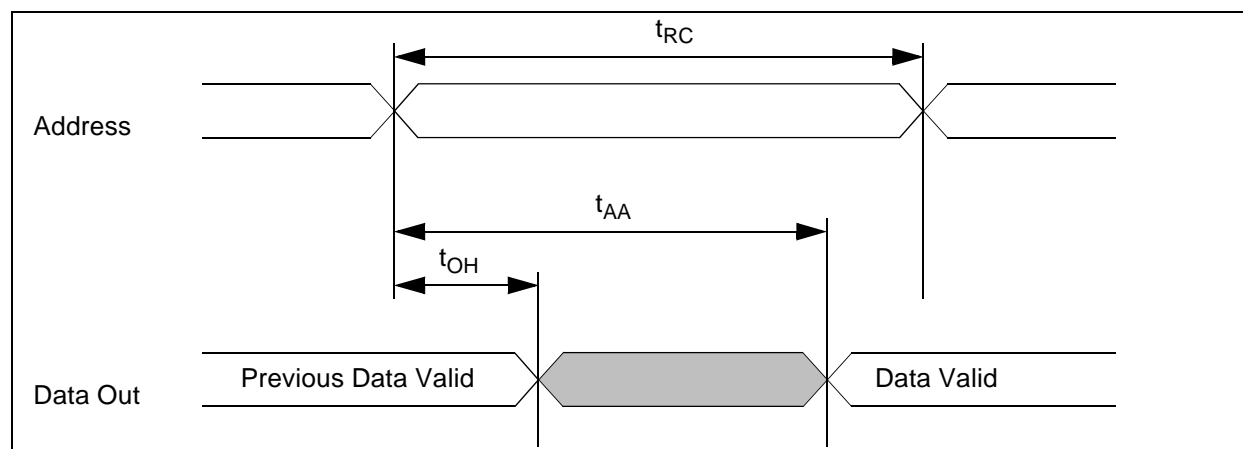 tRC
Address
tAA
tOH
Previous Data Valid
Data Valid
Data Out